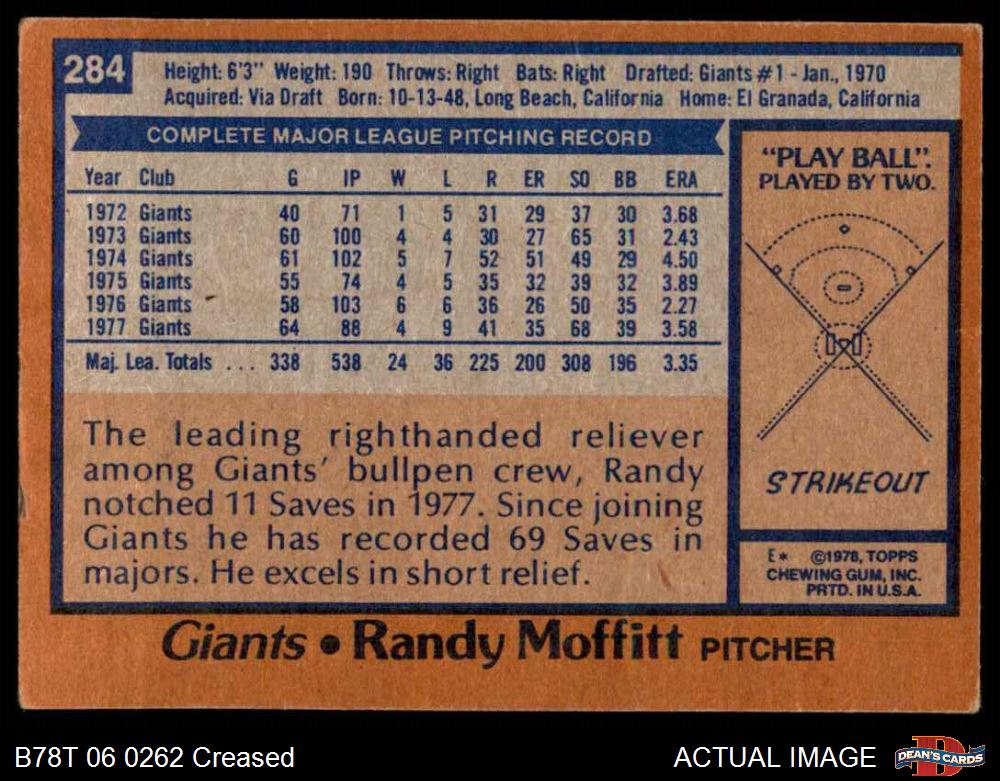 284
Height: 6'3" Weight: 190 Throws: Right Bats: Right Drafted: Giants #1 - Jan., 1970
Acquired: Via Draft Born: 10-13-48, Long Beach, California Home: El Granada, California
COMPLETE MAJOR LEAGUE PITCHING RECORD
Year Club G IP W L R ER SO BB ERA
1972 Giants 40 71 1 5 31 29 37 30 3.68
1973 Giants 60 100 4 4 30 27 65 31 2.43
1974 Giants 61 102 5 7 52 51 49 29 4.50
1975 Giants 55 74 4 5 35 32 39 32 3.89
1976 Giants 58 103 6 6 36 26 50 35 2.27
1977 Giants 64 88 4 9 41 35 68 39 3.58
Maj. Lea. Totals . . . 338 538 24 36 225 200 308 196 3.35
The leading righthanded reliever
among Giants' bullpen crew, Randy
notched 11 Saves in 1977. Since joining
Giants he has recorded 69 Saves in
majors. He excels in short relief.
"PLAY BALL".
PLAYED BY TWO.
STRIKEOUT
E* ©1978, TOPPS
CHEWING GUM, INC.
PRTD. IN U.S.A.
Giants • Randy Moffitt PITCHER
B78T 06 0262 Creased
ACTUAL IMAGE
D
DEAN'S CARDS